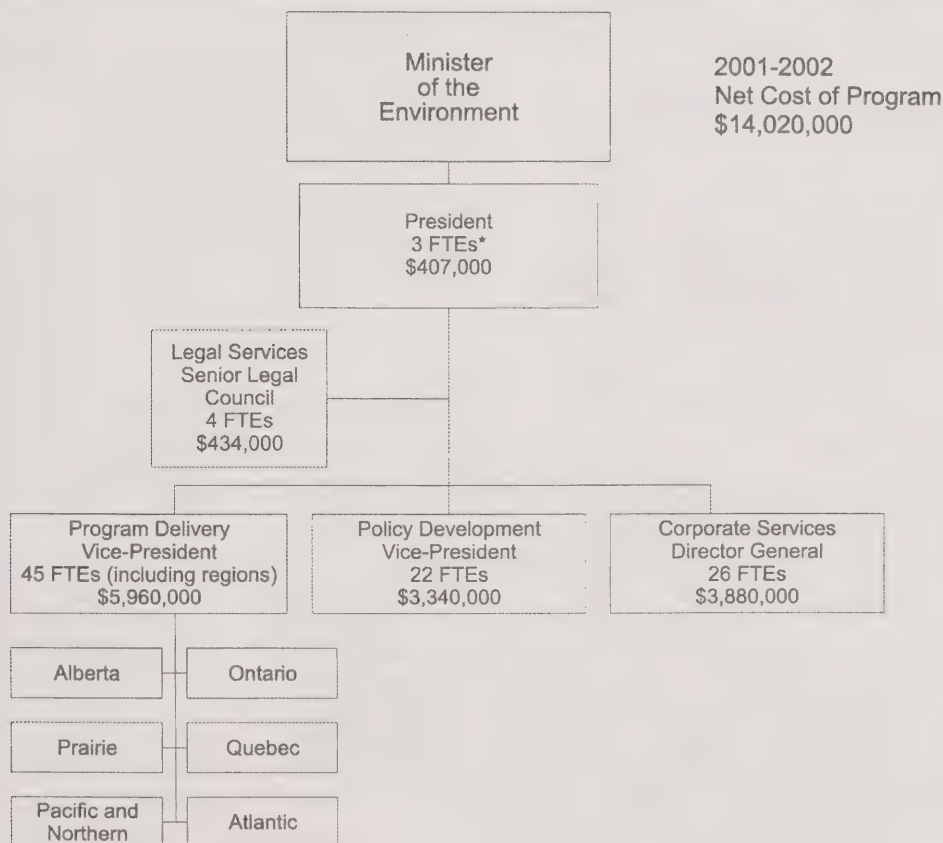 Minister
of the
Environment
2001-2002
Net Cost of Program
$14,020,000
President
3 FTEs*
$407,000
Legal Services
Senior Legal
Council
4 FTEs
$434,000
Program Delivery
Vice-President
45 FTEs (including regions)
$5,960,000
Policy Development
Vice-President
22 FTEs
$3,340,000
Corporate Services
Director General
26 FTEs
$3,880,000
Alberta
Ontario
Prairie
Quebec
Pacific and
Northern
Atlantic